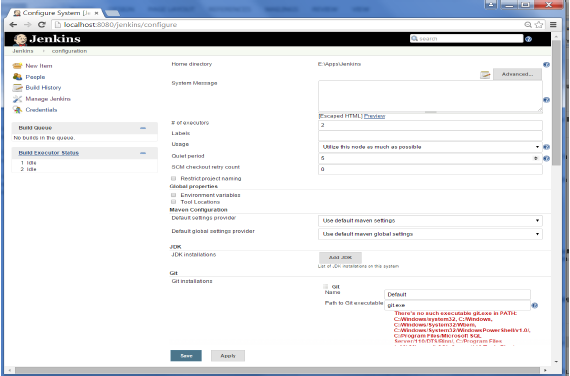 Configure System [Je
localhost:8080/jenkins/configure
Jenkins
search
Jenkins
configuration
New Item
People
Build History
Manage Jenkins
Credentials
Build Queue
No builds in the queue.
Build Executor Status
1 Idle
2 Idle
Home directory
E:\Apps\Jenkins
Advanced...
System Message
[Escaped HTML] Preview
# of executors
2
Labels
Usage
Utilize this node as much as possible
Quiet period
5
SCM checkout retry count
0
Restrict project naming
Global properties
Environment variables
Tool Locations
Maven Configuration
Default settings provider
Use default maven settings
Default global settings provider
Use default maven global settings
JDK
JDK installations
Add JDK
List of JDK installations on this system
Git
Git installations
Git
Name
Default
Path to Git executable
git.exe
There's no such executable git.exe in PATH:
C:/Windows/system32, C:/Windows,
C:/Windows/System32/Wbem,
C:/Windows/System32/WindowsPowerShell/v1.0/,
C:/Program Files/Microsoft SQL
Server/110/DTS/Binn/, C:/Program Files
Save
Apply